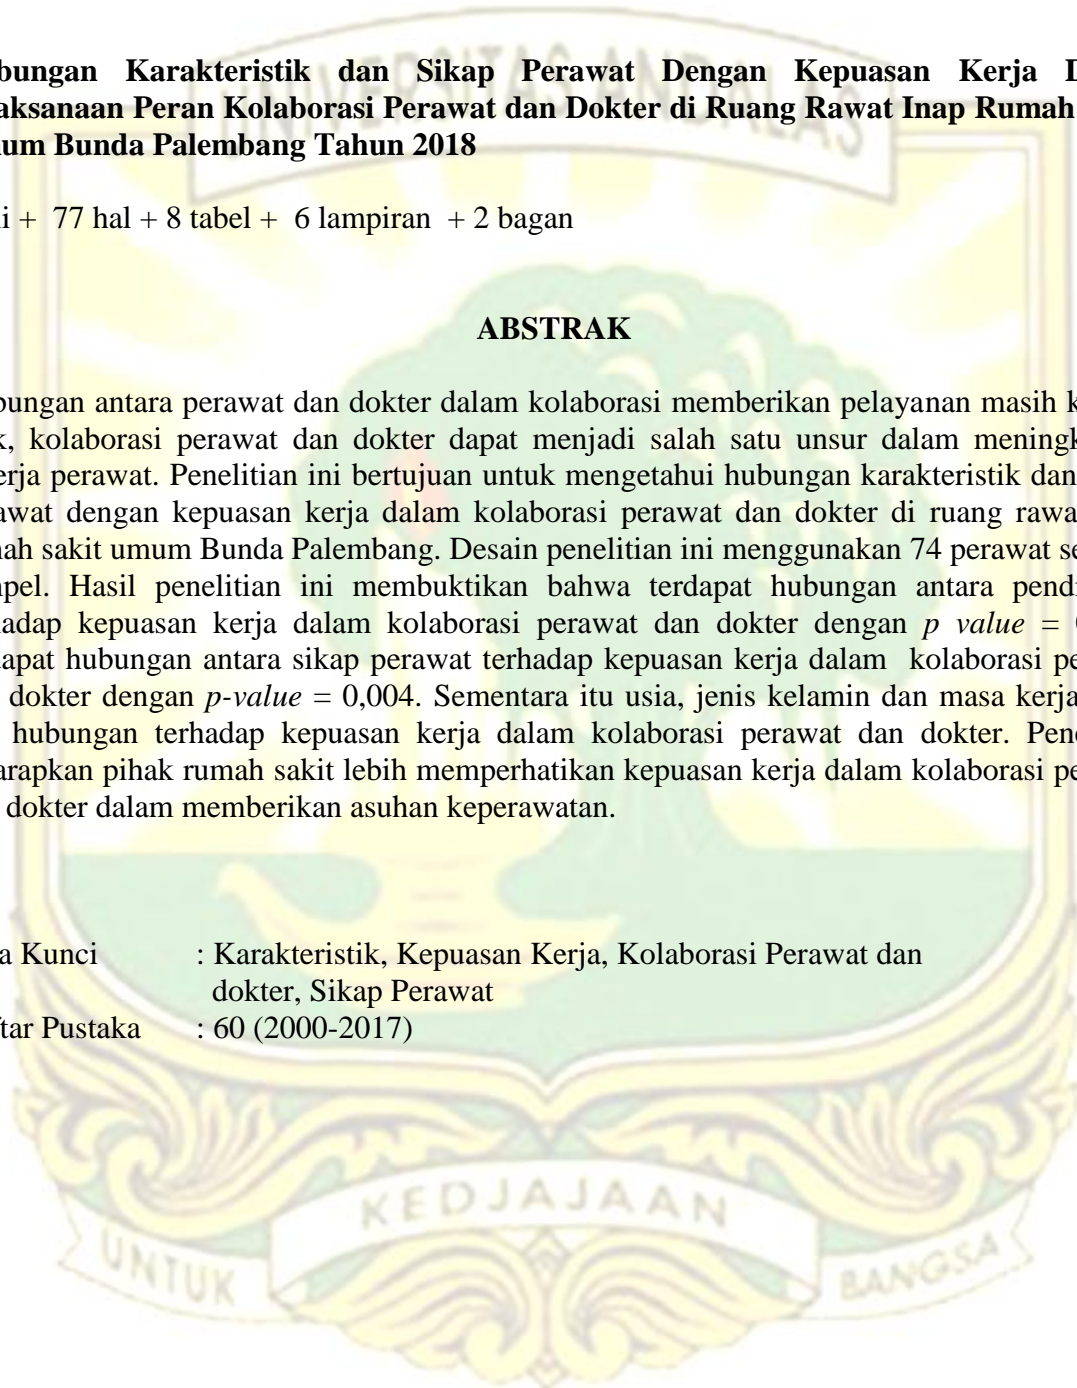 UNIVERSITAS ANDALAS
bungan Karakteristik dan Sikap Perawat Dengan Kepuasan Kerja D
aksanaan Peran Kolaborasi Perawat dan Dokter di Ruang Rawat Inap Rumah
um Bunda Palembang Tahun 2018
i + 77 hal + 8 tabel + 6 lampiran + 2 bagan
ABSTRAK
bungan antara perawat dan dokter dalam kolaborasi memberikan pelayanan masih k
k, kolaborasi perawat dan dokter dapat menjadi salah satu unsur dalam meningk
erja perawat. Penelitian ini bertujuan untuk mengetahui hubungan karakteristik dan
awat dengan kepuasan kerja dalam kolaborasi perawat dan dokter di ruang rawa
ah sakit umum Bunda Palembang. Desain penelitian ini menggunakan 74 perawat se
pel. Hasil penelitian ini membuktikan bahwa terdapat hubungan antara pendi
adap kepuasan kerja dalam kolaborasi perawat dan dokter dengan p value =
dapat hubungan antara sikap perawat terhadap kepuasan kerja dalam kolaborasi pe
dokter dengan p-value = 0,004. Sementara itu usia, jenis kelamin dan masa kerja
hubungan terhadap kepuasan kerja dalam kolaborasi perawat dan dokter. Pene
arapkan pihak rumah sakit lebih memperhatikan kepuasan kerja dalam kolaborasi pe
dokter dalam memberikan asuhan keperawatan.
a Kunci : Karakteristik, Kepuasan Kerja, Kolaborasi Perawat dan
dokter, Sikap Perawat
tar Pustaka : 60 (2000-2017)
KEDJAJAAN
UNTUK BANGSA